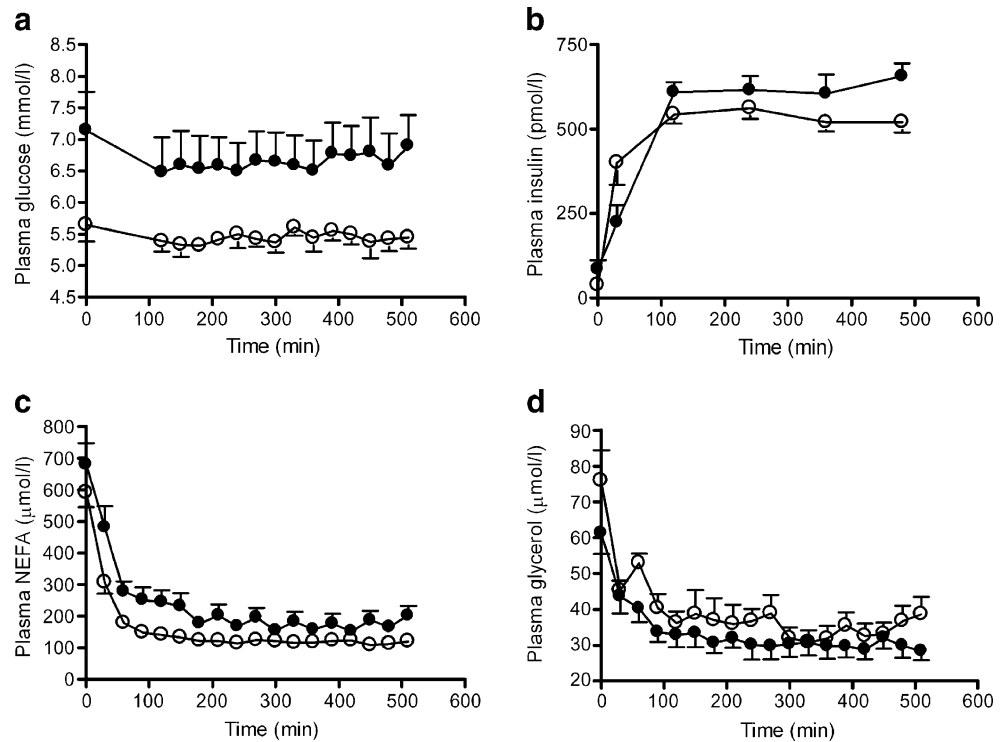 a
Plasma glucose (mmol/l)
8.5
8.0
7.5
7.0
6.5
6.0
5.5
5.0
4.5
0 100 200 300 400 500 600
Time (min)
b
Plasma insulin (pmol/l)
750
500
250
0
0 100 200 300 400 500 600
Time (min)
c
Plasma NEFA (µmol/l)
800
700
600
500
400
300
200
100
0
0 100 200 300 400 500 600
Time (min)
d
Plasma glycerol (µmol/l)
90
80
70
60
50
40
30
20
0 100 200 300 400 500 600
Time (min)